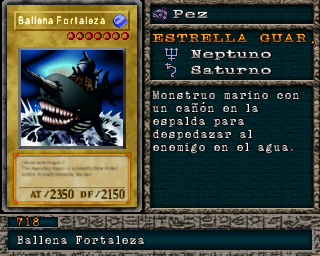 Ballena Fortaleza
AT/2350 DF/2150
Pez
ESTRELLA GUAR.
Neptuno
Saturno
Monstruo marino con
un cañón en la
espalda para
despedazar al
enemigo en el agua.
718
Ballena Fortaleza